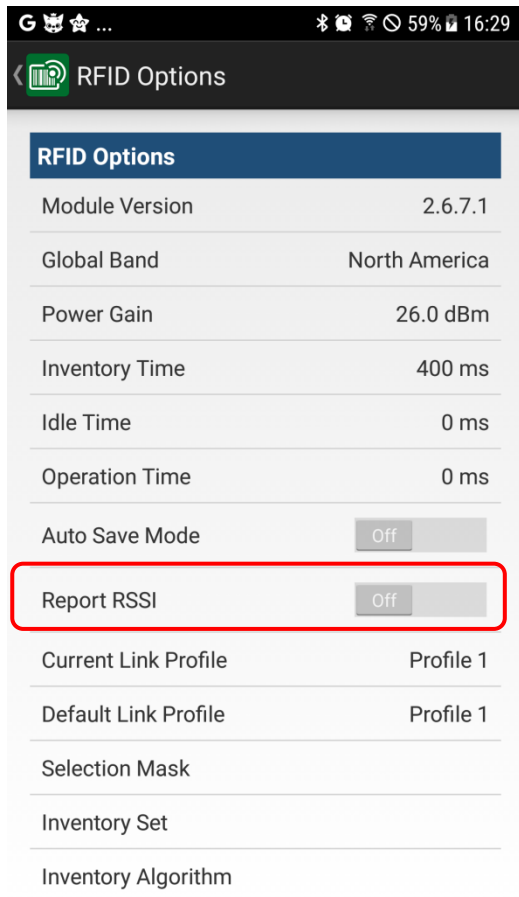 G ... 59% 16:29
RFID Options
RFID Options
Module Version 2.6.7.1
Global Band North America
Power Gain 26.0 dBm
Inventory Time 400 ms
Idle Time 0 ms
Operation Time 0 ms
Auto Save Mode Off
Report RSSI Off
Current Link Profile Profile 1
Default Link Profile Profile 1
Selection Mask
Inventory Set
Inventory Algorithm